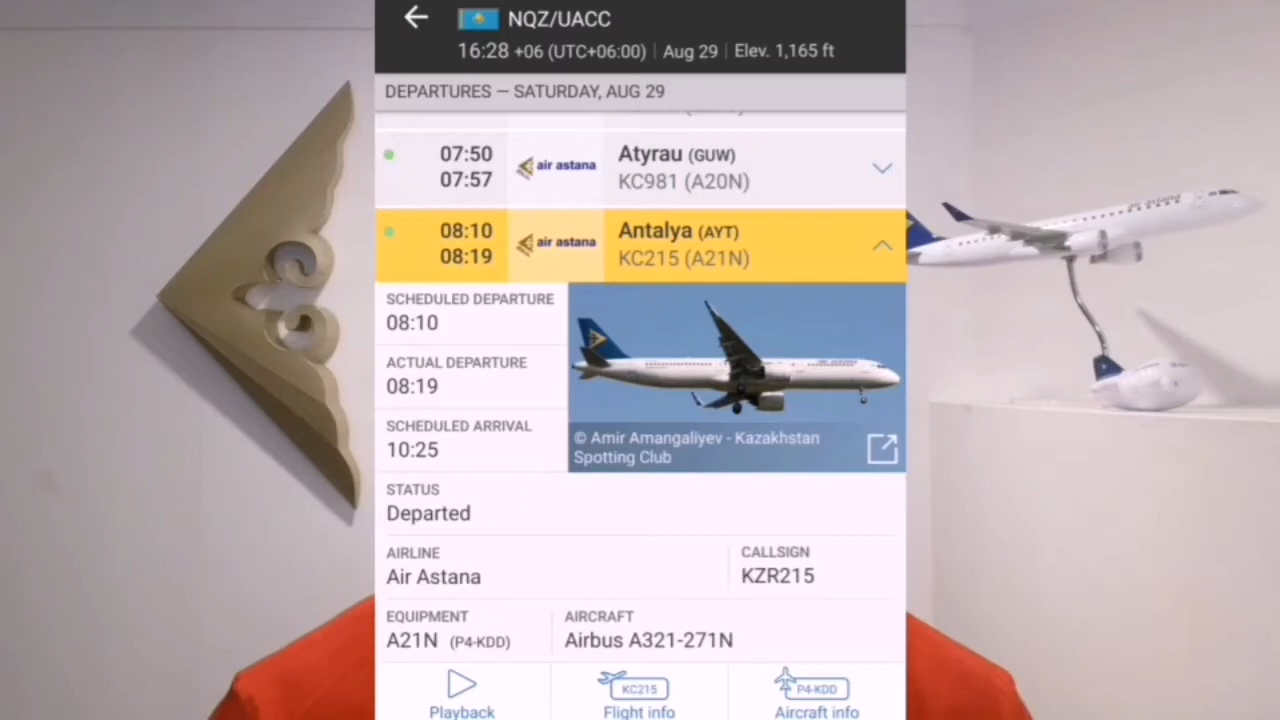 NQZ/UACC
16:28 +06 (UTC+06:00) | Aug 29 | Elev. 1,165 ft
DEPARTURES — SATURDAY, AUG 29
07:50
07:57
air astana
Atyrau (GUW)
KC981 (A20N)
08:10
08:19
air astana
Antalya (AYT)
KC215 (A21N)
SCHEDULED DEPARTURE
08:10
ACTUAL DEPARTURE
08:19
SCHEDULED ARRIVAL
10:25
© Amir Amangaliyev - Kazakhstan
Spotting Club
STATUS
Departed
AIRLINE
Air Astana
CALLSIGN
KZR215
EQUIPMENT
A21N (P4-KDD)
AIRCRAFT
Airbus A321-271N
Playback
KC215
Flight info
P4-KDD
Aircraft info